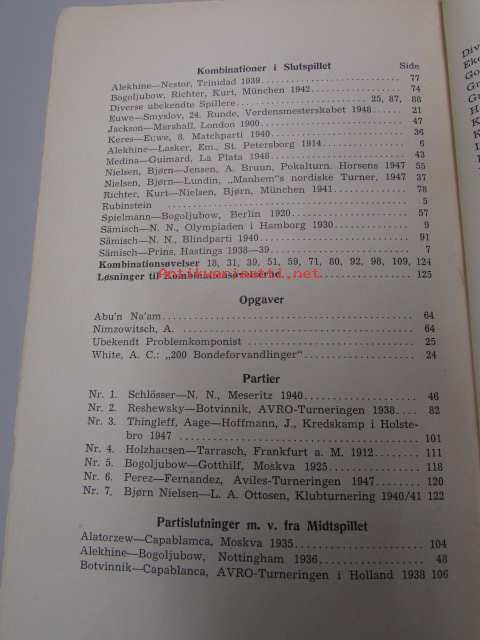 Kombinationer i Slutspillet Side
Alekhine—Nestor, Trinidad 1939 77
Bogoljubow, Richter, Kurt, München 1942 74
Diverse ubekendte Spillere 25, 87, 88
Euwe—Smyslov, 24. Runde, Verdensmesterskabet 1948 21
Jackson—Marshall, London 1900 47
Keres—Euwe, 8. Matchparti 1940 36
Alekhine—Lasker, Em., St. Petersborg 1914 6
Medina—Guimard, La Plata 1948 43
Nielsen, Bjørn—Jensen, A. Bruun, Pokalturn. Horsens 1947 55
Nielsen, Bjørn—Lundin, „Manhem"s nordiske Turner, 1947 37
Richter, Kurt—Nielsen, Bjørn, München 1941 78
Rubinstein 5
Spielmann—Bogoljubow, Berlin 1920 57
Sämisch—N. N., Olympiaden i Hamborg 1930 9
Sämisch—N. N., Blindparti 1940 91
Sämisch—Prins, Hastings 1938—39 7
Kombinationsøvelser 18, 31, 39, 51, 59, 71, 80, 92, 98, 109, 124
Løsninger til Kombinationsøvelserne 125
Antikvariatnettet.no
Opgaver
Abu'n Na'am 64
Nimzowitsch, A. 64
Ubekendt Problemkomponist 25
White, A. C.: „200 Bondeforvandlinger" 24
Partier
Nr. 1. Schlösser—N. N., Meseritz 1940 46
Nr. 2. Reshewsky—Botvinnik, AVRO-Turneringen 1938 82
Nr. 3. Thingleff, Aage—Hoffmann, J., Kredskamp i Holste-
bro 1947 101
Nr. 4. Holzhausen—Tarrasch, Frankfurt a. M. 1912 111
Nr. 5. Bogoljubow—Gotthilf, Moskva 1925 118
Nr. 6. Perez—Fernandez, Aviles-Turneringen 1947 120
Nr. 7. Bjørn Nielsen—L. A. Ottosen, Klubturnering 1940/41 122
Partislutninger m. v. fra Midtspillet
Alatorzew—Capablamca, Moskva 1935 104
Alekhine—Bogoljubow, Nottingham 1936 48
Botvinnik—Capablanca, AVRO-Turneringen i Holland 1938 106